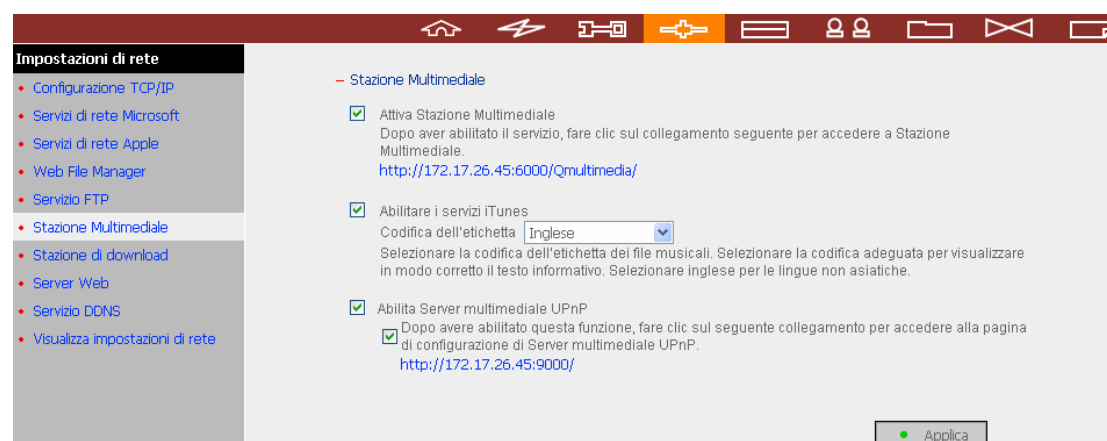 Impostazioni di rete
Configurazione TCP/IP
Servizi di rete Microsoft
Servizi di rete Apple
Web File Manager
Servizio FTP
Stazione Multimediale
Stazione di download
Server Web
Servizio DDNS
Visualizza impostazioni di rete
– Stazione Multimediale
Attiva Stazione Multimediale
Dopo aver abilitato il servizio, fare clic sul collegamento seguente per accedere a Stazione
Multimediale.
http://172.17.26.45:6000/Qmultimedia/
Abilitare i servizi iTunes
Codifica dell'etichetta Inglese
Selezionare la codifica dell'etichetta dei file musicali. Selezionare la codifica adeguata per visualizzare
in modo corretto il testo informativo. Selezionare inglese per le lingue non asiatiche.
Abilita Server multimediale UPnP
Dopo avere abilitato questa funzione, fare clic sul seguente collegamento per accedere alla pagina
di configurazione di Server multimediale UPnP.
http://172.17.26.45:9000/
Applica